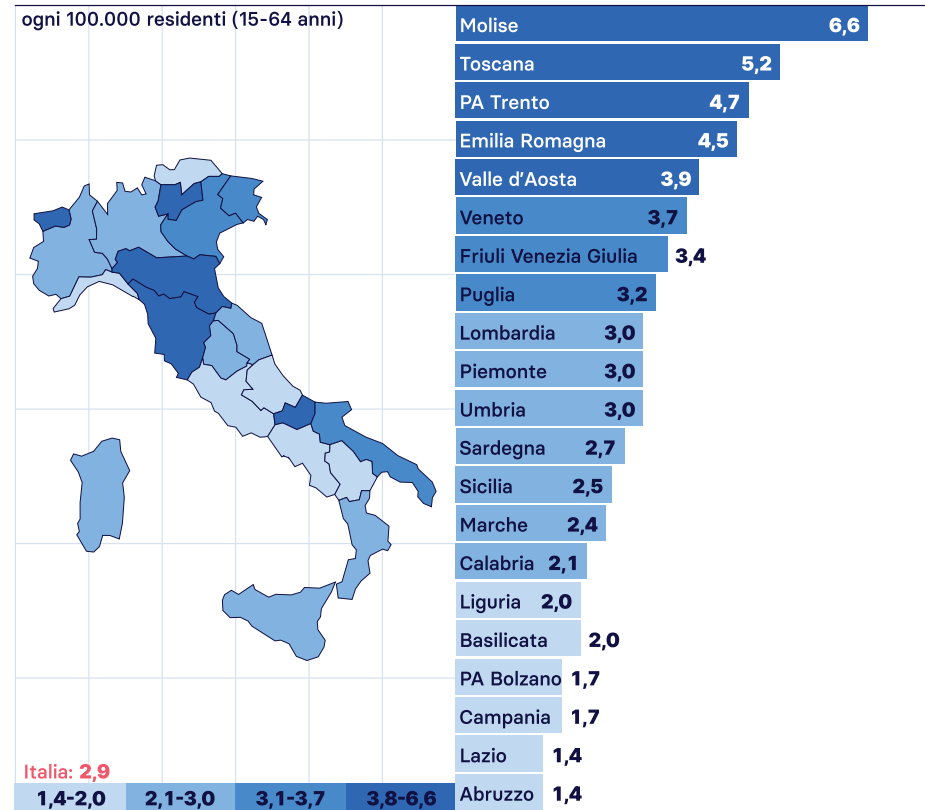 ogni 100.000 residenti (15-64 anni)
Molise 6,6
Toscana 5,2
PA Trento 4,7
Emilia Romagna 4,5
Valle d’Aosta 3,9
Veneto 3,7
Friuli Venezia Giulia 3,4
Puglia 3,2
Lombardia 3,0
Piemonte 3,0
Umbria 3,0
Sardegna 2,7
Sicilia 2,5
Marche 2,4
Calabria 2,1
Liguria 2,0
Basilicata 2,0
PA Bolzano 1,7
Campania 1,7
Lazio 1,4
Abruzzo 1,4
Italia: 2,9
1,4-2,0 2,1-3,0 3,1-3,7 3,8-6,6